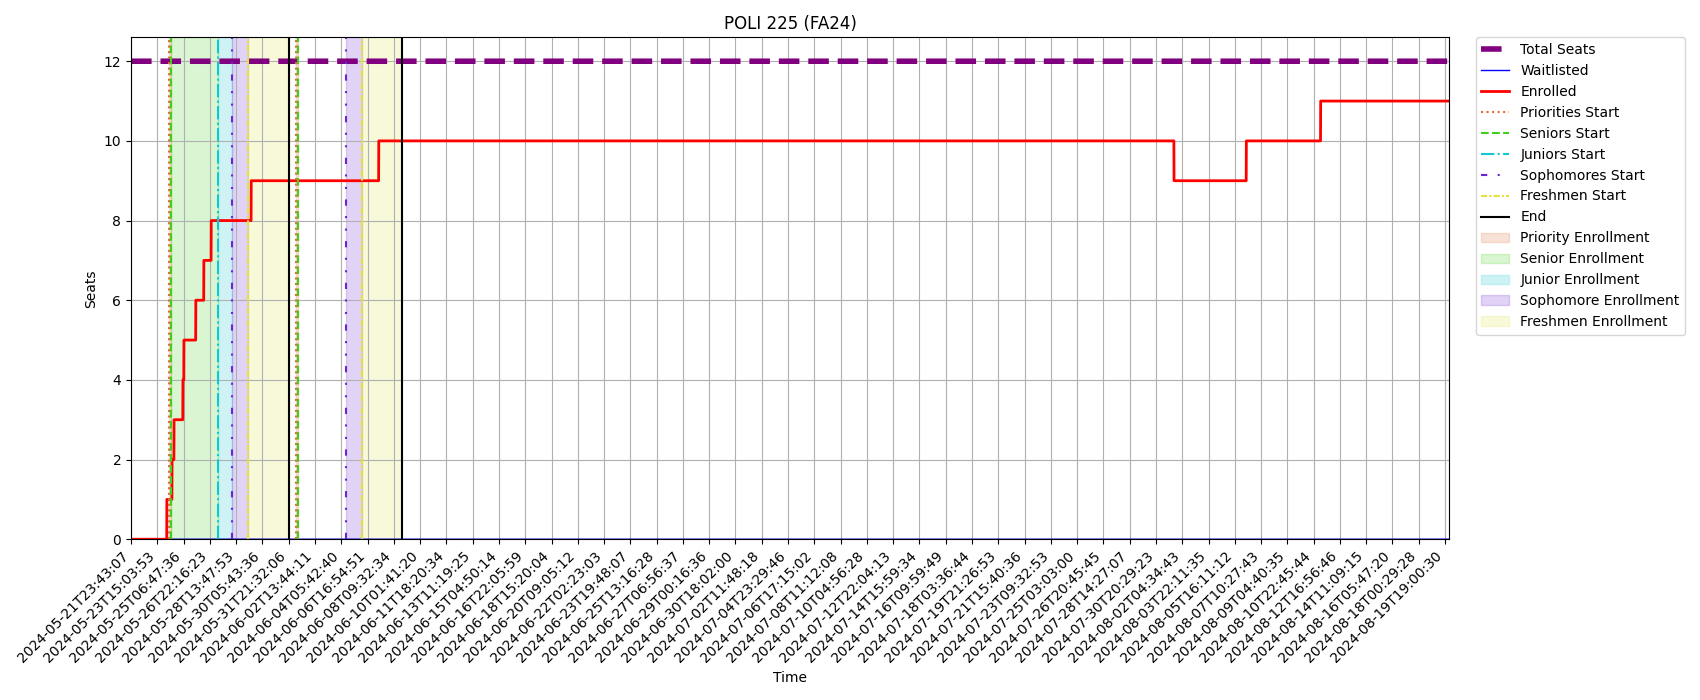 POLI 225 (FA24)
Total Seats
Waitlisted
Enrolled
Priorities Start
Seniors Start
Juniors Start
Sophomores Start
Freshmen Start
End
Priority Enrollment
Senior Enrollment
Junior Enrollment
Sophomore Enrollment
Freshmen Enrollment
Seats
12
10
8
6
4
2
0
2024-05-21T23:43:07
2024-05-23T15:03:53
2024-05-25T06:47:36
2024-05-26T22:16:23
2024-05-28T13:47:53
2024-05-30T05:43:36
2024-05-31T21:32:06
2024-06-02T13:44:11
2024-06-04T05:42:40
2024-06-06T16:54:51
2024-06-08T09:32:34
2024-06-10T01:41:20
2024-06-11T18:20:34
2024-06-13T11:19:25
2024-06-15T04:50:14
2024-06-16T22:05:59
2024-06-18T15:20:04
2024-06-20T09:05:12
2024-06-22T02:23:03
2024-06-23T19:48:07
2024-06-25T13:16:28
2024-06-27T06:56:37
2024-06-29T00:16:36
2024-06-30T18:02:00
2024-07-02T11:48:18
2024-07-04T23:29:46
2024-07-06T17:15:02
2024-07-08T11:12:08
2024-07-10T04:56:28
2024-07-12T22:04:13
2024-07-14T15:59:34
2024-07-16T09:59:49
2024-07-18T03:36:44
2024-07-19T21:26:53
2024-07-21T15:40:36
2024-07-23T09:32:53
2024-07-25T03:03:00
2024-07-26T20:45:45
2024-07-28T14:27:07
2024-07-30T20:29:23
2024-08-02T04:34:43
2024-08-03T22:11:35
2024-08-05T16:11:12
2024-08-07T10:27:43
2024-08-09T04:40:35
2024-08-10T22:45:44
2024-08-12T16:56:46
2024-08-14T11:09:15
2024-08-16T05:47:20
2024-08-18T00:29:28
2024-08-19T19:00:30
Time